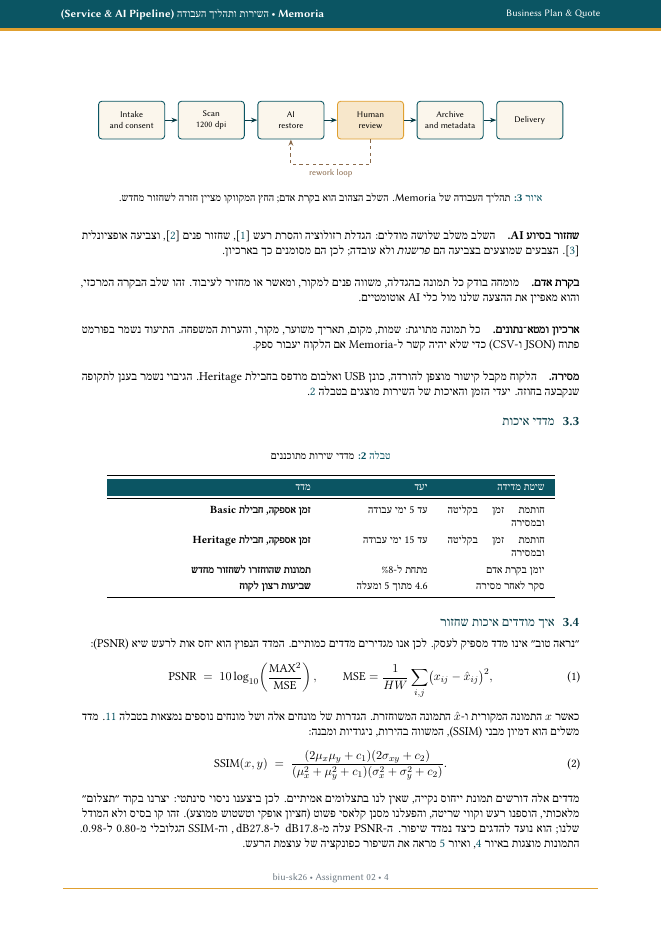 (Service & AI Pipeline) השירות ותהליך העבודה • Memoria
Business Plan & Quote
Intake
and consent
Scan
1200 dpi
AI
restore
Human
review
Archive
and metadata
Delivery
rework loop
איור 3: תהליך העבודה של Memoria. השלב הצהוב הוא בקרת אדם; החץ המקווקו מציין חזרה לשחזור מחדש.
שחזור בסיוע AI. השלב משלב שלושה מודלים: הגדלת רזולוציה והסרת רעש [1], שחזור פנים [2], וצביעה אופציונלית
[3]. הצבעים שמוצעים בצביעה הם פרשנות ולא עובדה; לכן הם מסומנים כך בארכיון.
בקרת אדם. מומחה בודק כל תמונה בהגדלה, משווה פנים למקור, ומאשר או מחזיר לעיבוד. זהו שלב הבקרה המרכזי,
והוא מאפיין את ההצעה שלנו מול כלי AI אוטומטיים.
ארכיון ומטא־נתונים. כל תמונה מתויגת: שמות, מקום, תאריך משוער, מקור, והערות המשפחה. התיעוד נשמר בפורמט
פתוח (JSON ו-CSV) כדי שלא יהיה קשר ל-Memoria אם הלקוח יעבור ספק.
מסירה. הלקוח מקבל קישור מוצפן להורדה, כונן USB ואלבום מודפס בחבילת Heritage. הגיבוי נשמר בענן לתקופה
שנקבעה בחוזה. יעדי הזמן והאיכות של השירות מוצגים בטבלה 2.
3.3 מדדי איכות
טבלה 2: מדדי שירות מתוכננים
שיטת מדידה יעד מדד
חותמת זמן בקליטה עד 5 ימי עבודה זמן אספקה, חבילת Basic
ובמסירה
חותמת זמן בקליטה עד 15 ימי עבודה זמן אספקה, חבילת Heritage
ובמסירה
יומן בקרת אדם מתחת ל-8% תמונות שהוחזרו לשחזור מחדש
סקר לאחר מסירה 4.6 מתוך 5 ומעלה שביעות רצון לקוח
3.4 איך מודדים איכות שחזור
״נראה טוב״ אינו מדד מספיק לעסק. לכן אנו מגדירים מדדים כמותיים. המדד הנפוץ הוא יחס אות לרעש שיא (PSNR):
PSNR = 10 log₁₀(MAX²/MSE), MSE = 1/HW ∑_{i,j} (x_{ij} − x̂_{ij})², (1)
כאשר x התמונה המקורית ו-x̂ התמונה המשוחזרת. הגדרות של מונחים אלה ושל מונחים נוספים נמצאות בטבלה 11. מדד
משלים הוא דמיון מבני (SSIM), המשווה בהירות, ניגודיות ומבנה:
SSIM(x, y) = (2μ_xμ_y + c₁)(2σ_{xy} + c₂) / (μ_x² + μ_y² + c₁)(σ_x² + σ_y² + c₂). (2)
מדדים אלה דורשים תמונת ייחוס נקייה, שאין לנו בתצלומים אמיתיים. לכן ביצענו ניסוי סינתטי: יצרנו בקוד ״תצלום״
מלאכותי, הוספנו רעש וקווי שריטה, והפעלנו מסנן קלאסי פשוט (חציון אופקי וטשטוש ממוצע). זהו קו בסיס ולא המודל
שלנו; הוא נועד להדגים כיצד נמדד שיפור. ה-PSNR עלה מ-dB17.8 ל-dB27.8, וה-SSIM הגלובלי מ-0.80 ל-0.98.
התמונות מוצגות באיור 4, ואיור 5 מראה את השיפור כפונקציה של עוצמת הרעש.
biu-sk26 • Assignment 02 • 4